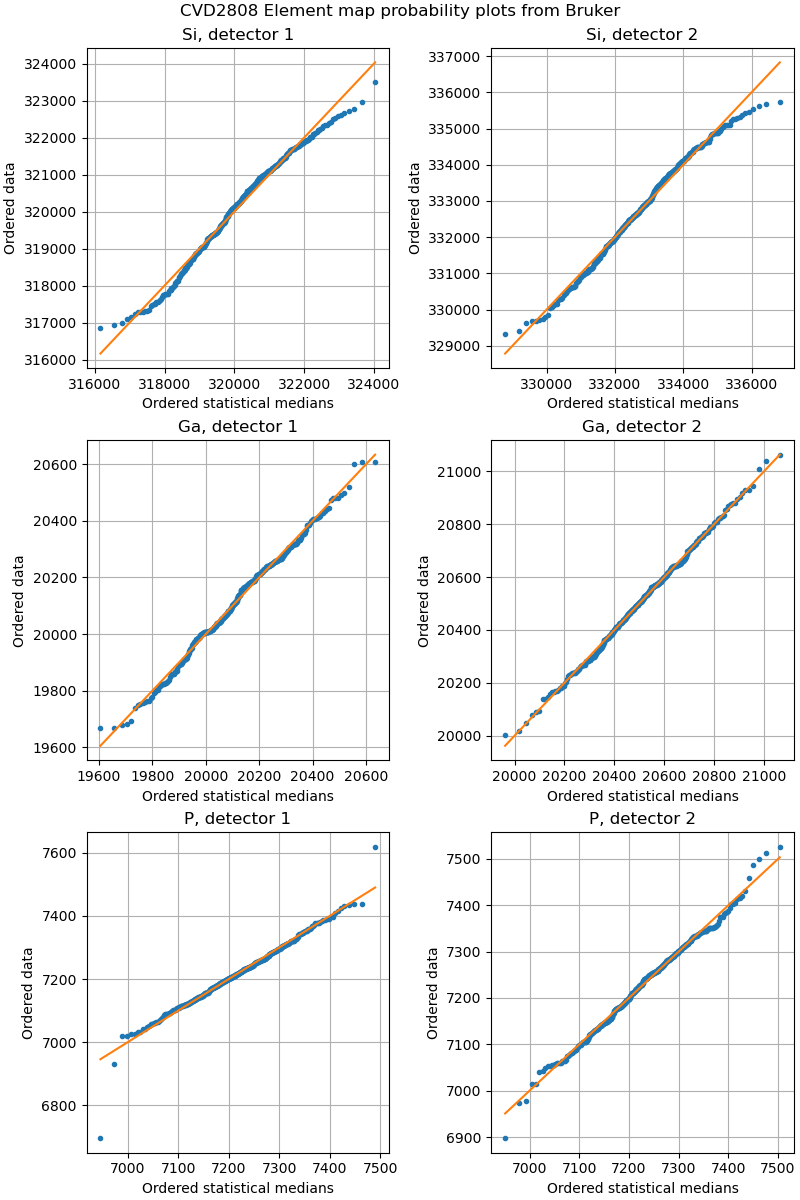 CVD2808 Element map probability plots from Bruker
Si, detector 1
324000
323000
322000
321000
320000
319000
318000
317000
316000
Ordered data
316000 318000 320000 322000 324000
Ordered statistical medians
Si, detector 2
337000
336000
335000
334000
333000
332000
331000
330000
329000
Ordered data
330000 332000 334000 336000
Ordered statistical medians
Ga, detector 1
20600
20400
20200
20000
19800
19600
Ordered data
19600 19800 20000 20200 20400 20600
Ordered statistical medians
Ga, detector 2
21000
20800
20600
20400
20200
20000
Ordered data
20000 20200 20400 20600 20800 21000
Ordered statistical medians
P, detector 1
7600
7400
7200
7000
6800
Ordered data
7000 7100 7200 7300 7400 7500
Ordered statistical medians
P, detector 2
7500
7400
7300
7200
7100
7000
6900
Ordered data
7000 7100 7200 7300 7400 7500
Ordered statistical medians